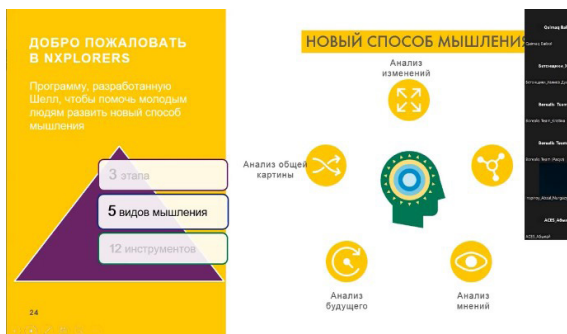 ДОБРО ПОЖАЛОВАТЬ
В NXPLORERS
Программу, разработанную
Шелл, чтобы помочь молодым
людям развить новый способ
мышления
3 этапа
5 видов мышления
12 инструментов
24
НОВЫЙ СПОСОБ МЫШЛЕНИЯ
Анализ
изменений
Анализ общей
картины
Анализ
будущего
Анализ
мнений